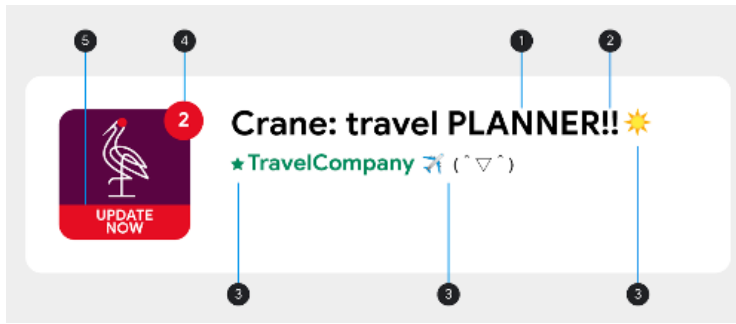 5 4 1 2
2
Crane: travel PLANNER!!☀️
★TravelCompany ✈️ (＾▽＾)
UPDATE
NOW
3 3 3